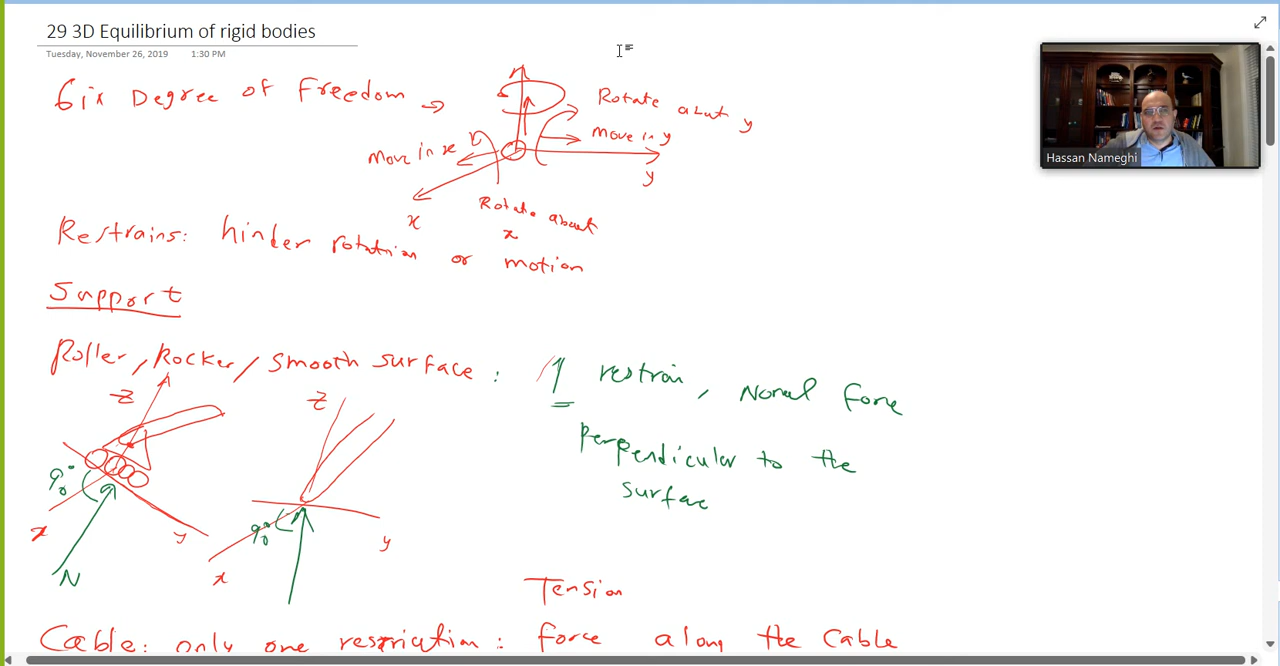 29 3D Equilibrium of rigid bodies
Tuesday, November 26, 2019 1:30 PM
Six Degree of Freedom →
Rotate about y
Move in y
Move in x
y
x
Rotate about
x
Restrains: hinder rotation or motion
Support
Roller, Rocker/Smooth surface: 1 restrain, Nomal force
perpendicular to the
surface
z
z
90°
90°
x
y
x
y
N
Tension
Cable: only one restriction: force along the cable
Hassan Nameghi